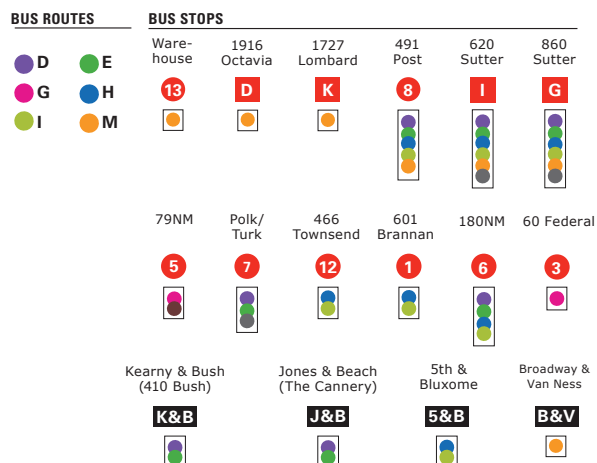 BUS ROUTES
D E
G H
I M
BUS STOPS
Ware-
house
13
1916
Octavia
D
1727
Lombard
K
491
Post
8
620
Sutter
I
860
Sutter
G
79NM
5
Polk/
Turk
7
466
Townsend
12
601
Brannan
1
180NM
6
60 Federal
3
Kearny & Bush
(410 Bush)
K&B
Jones & Beach
(The Cannery)
J&B
5th &
Bluxome
5&B
Broadway &
Van Ness
B&V